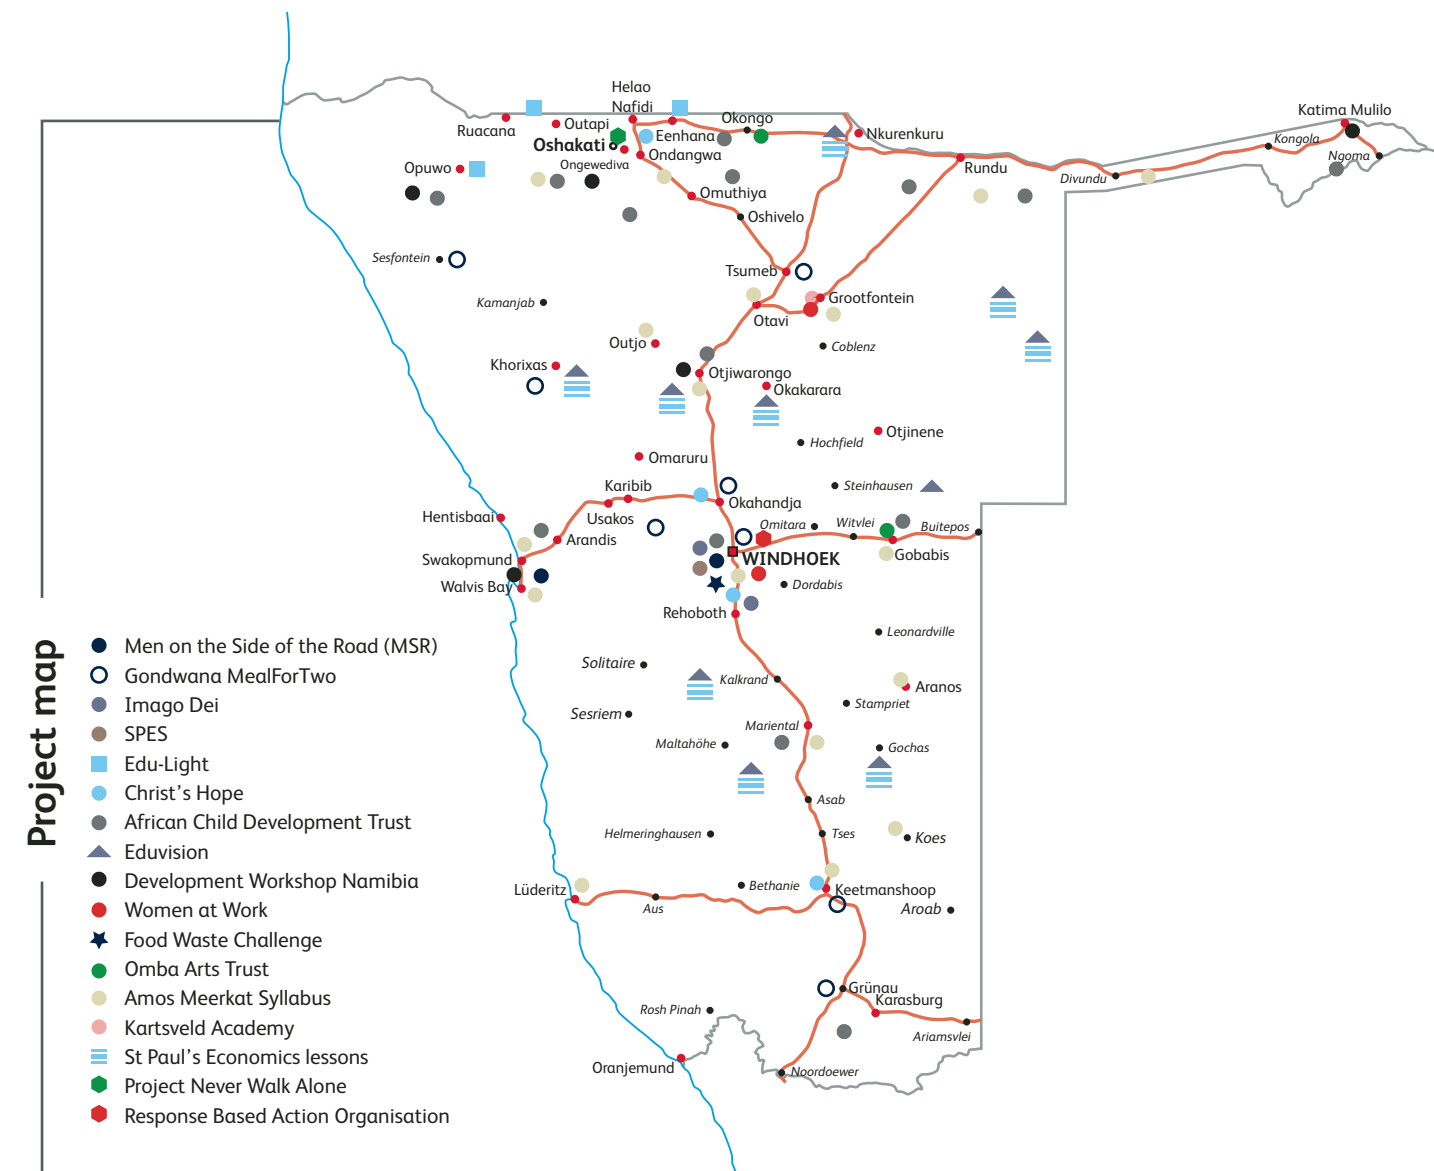 Helao
Nafidi
Ruacana
Outapi
Oshakati
Eenhana
Okongo
Nkurenkuru
Katima Mulilo
Kongola
Ngoma
Ondangwa
Ongewediva
Opuwo
Rundu
Divundu
Omuthiya
Oshivelo
Sesfontein
Tsumeb
Kamanjab
Grootfontein
Otavi
Outjo
Coblenz
Khorixas
Otjiwarongo
Okakarara
Otjinene
Hochfield
Omaruru
Karibib
Steinhausen
Okahandja
Hentisbaai
Usakos
Omitara
Witvlei
Buitepos
Arandis
Gobabis
Swakopmund
WINDHOEK
Walvis Bay
Dordabis
Rehoboth
Leonardville
Solitaire
Kalkrand
Aranos
Stampriet
Sesriem
Mariental
Maltahöhe
Gochas
Asab
Helmeringhausen
Tses
Koes
Lüderitz
Bethanie
Keetmanshoop
Aus
Aroab
Grünau
Karasburg
Rosh Pinah
Ariamsvlei
Oranjemund
Noordoewer
Project map
Men on the Side of the Road (MSR)
Gondwana MealForTwo
Imago Dei
SPES
Edu-Light
Christ's Hope
African Child Development Trust
Eduvision
Development Workshop Namibia
Women at Work
Food Waste Challenge
Omba Arts Trust
Amos Meerkat Syllabus
Kartsveld Academy
St Paul's Economics lessons
Project Never Walk Alone
Response Based Action Organisation